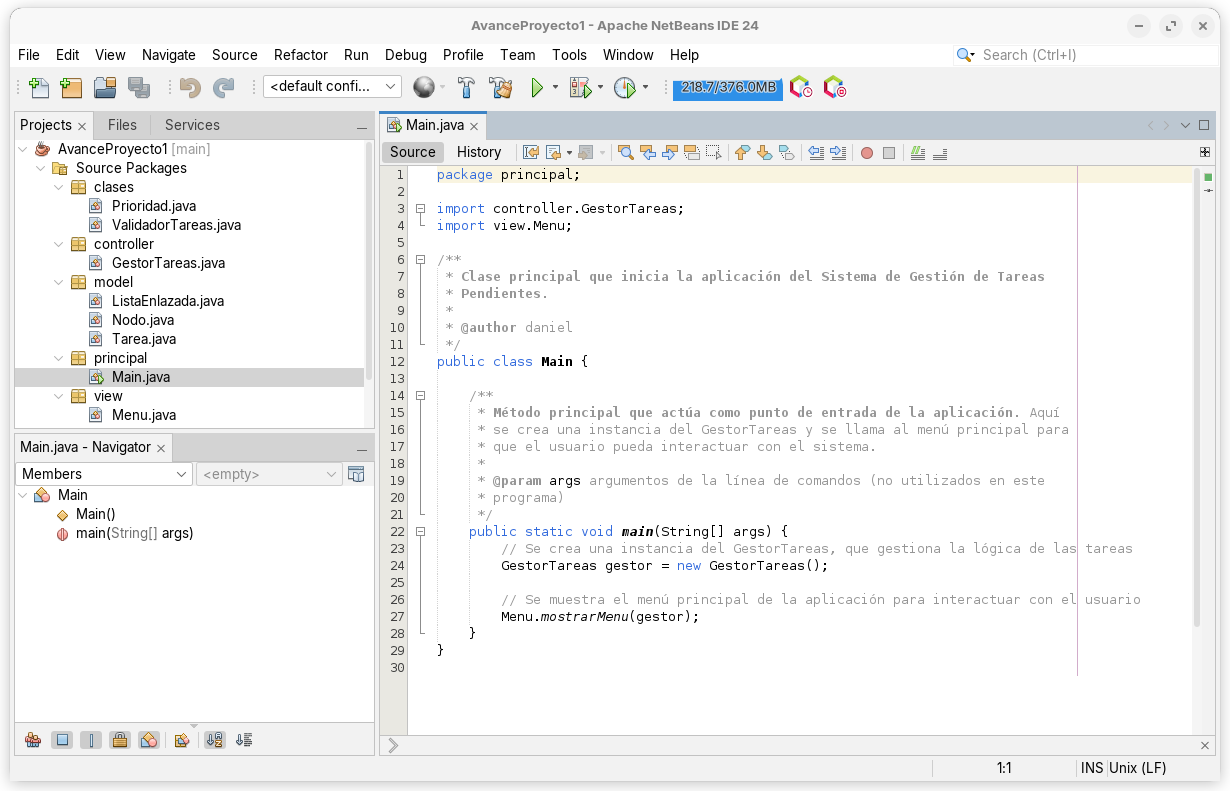 AvanceProyecto1 - Apache NetBeans IDE 24
File Edit View Navigate Source Refactor Run Debug Profile Team Tools Window Help
Search (Ctrl+I)
<default confi...
218.7/376.0MB
Projects Files Services
AvanceProyecto1 [main]
Source Packages
clases
Prioridad.java
ValidadorTareas.java
controller
GestorTareas.java
model
ListaEnlazada.java
Nodo.java
Tarea.java
principal
Main.java
view
Menu.java
Main.java - Navigator
Members <empty>
Main
Main()
main(String[] args)
Main.java
Source History
1 package principal;
2
3 import controller.GestorTareas;
4 import view.Menu;
5
6 /**
7 * Clase principal que inicia la aplicación del Sistema de Gestión de Tareas
8 * Pendientes.
9 *
10 * @author daniel
11 */
12 public class Main {
13
14 /**
15 * Método principal que actúa como punto de entrada de la aplicación. Aquí
16 * se crea una instancia del GestorTareas y se llama al menú principal para
17 * que el usuario pueda interactuar con el sistema.
18 *
19 * @param args argumentos de la línea de comandos (no utilizados en este
20 * programa)
21 */
22 public static void main(String[] args) {
23 // Se crea una instancia del GestorTareas, que gestiona la lógica de las tareas
24 GestorTareas gestor = new GestorTareas();
25
26 // Se muestra el menú principal de la aplicación para interactuar con el usuario
27 Menu.mostrarMenu(gestor);
28 }
29 }
30
1:1 INS Unix (LF)